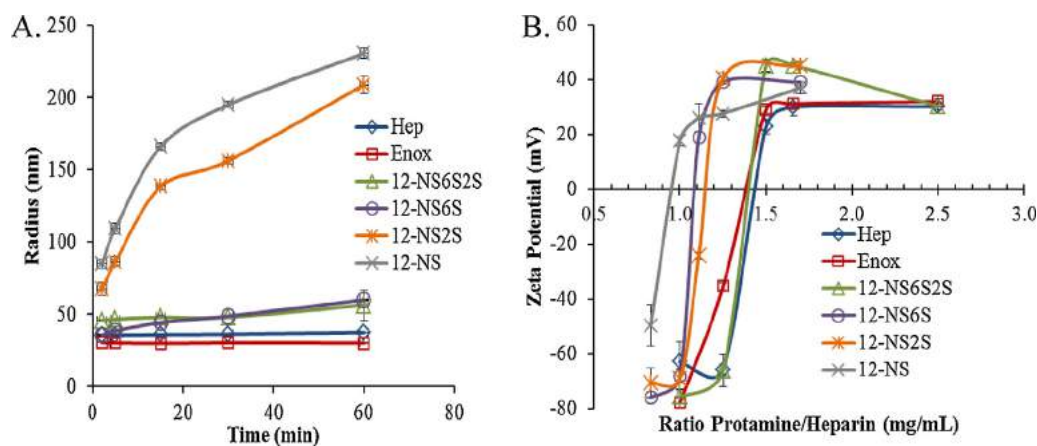 A.
250
200
150
100
50
0
Radius (nm)
0 20 40 60 80
Time (min)
Hep
Enox
12-NS6S2S
12-NS6S
12-NS2S
12-NS
B.
60
40
20
0
-20
-40
-60
-80
Zeta Potential (mV)
0.5 1.0 1.5 2.0 2.5 3.0
Ratio Protamine/Heparin (mg/mL)
Hep
Enox
12-NS6S2S
12-NS6S
12-NS2S
12-NS